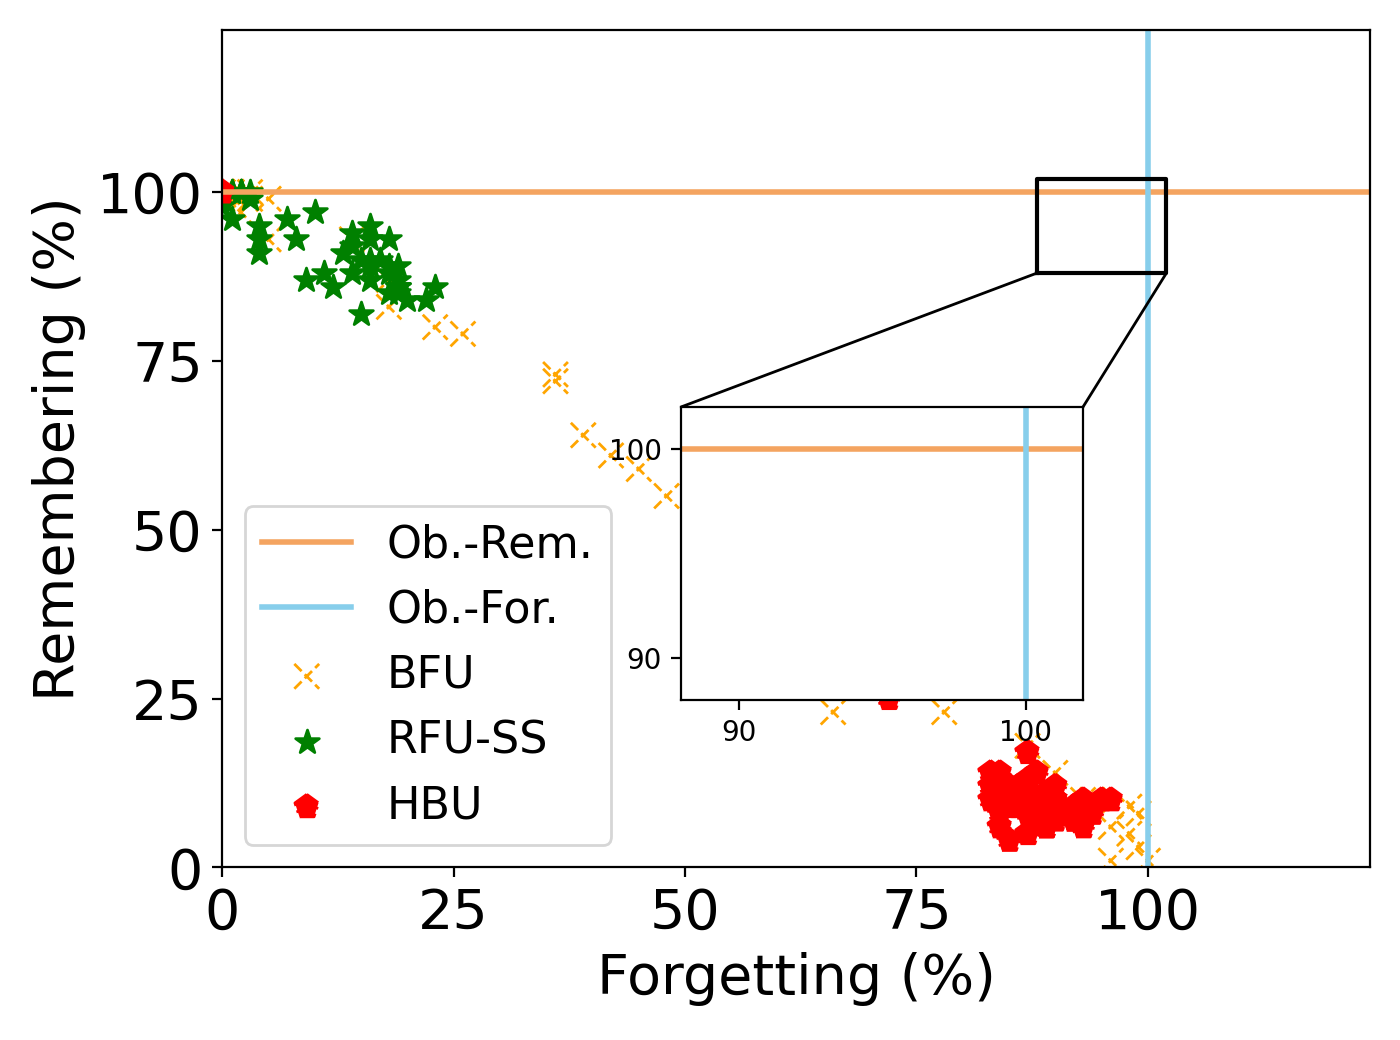 Remembering (%)
100
75
50
25
0
0 25 50 75 100
Forgetting (%)
Ob.-Rem.
Ob.-For.
BFU
RFU-SS
HBU
100
90
90 100